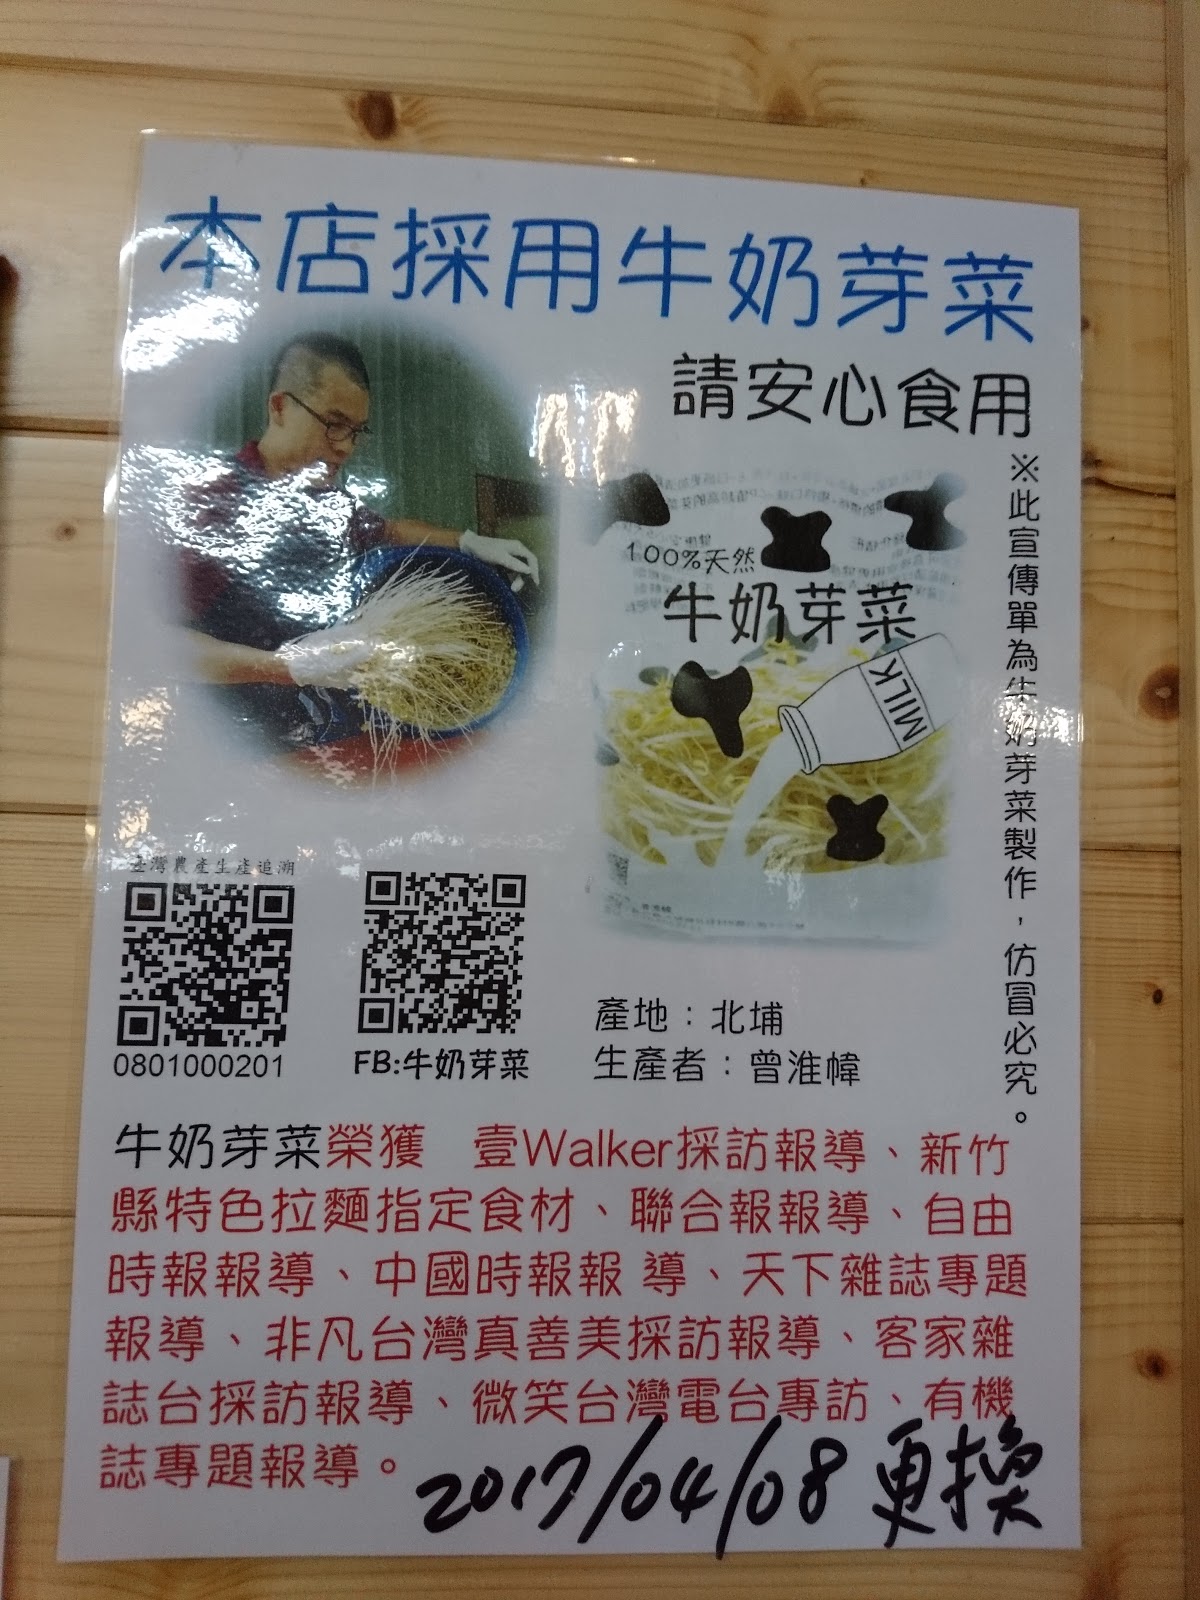 本店採用牛奶芽菜
請安心食用
※此宣傳單為牛奶芽菜製作，仿冒必究。
100%天然
牛奶芽菜
MILK
臺灣農產生產追溯
0801000201
FB:牛奶芽菜
產地：北埔
生產者：曾淮幃
牛奶芽菜榮獲　壹Walker採訪報導、新竹
縣特色拉麵指定食材、聯合報報導、自由
時報報導、中國時報報 導、天下雜誌專題
報導、非凡台灣真善美採訪報導、客家雜
誌台採訪報導、微笑台灣電台專訪、有機
誌專題報導。
2017/04/08 更換